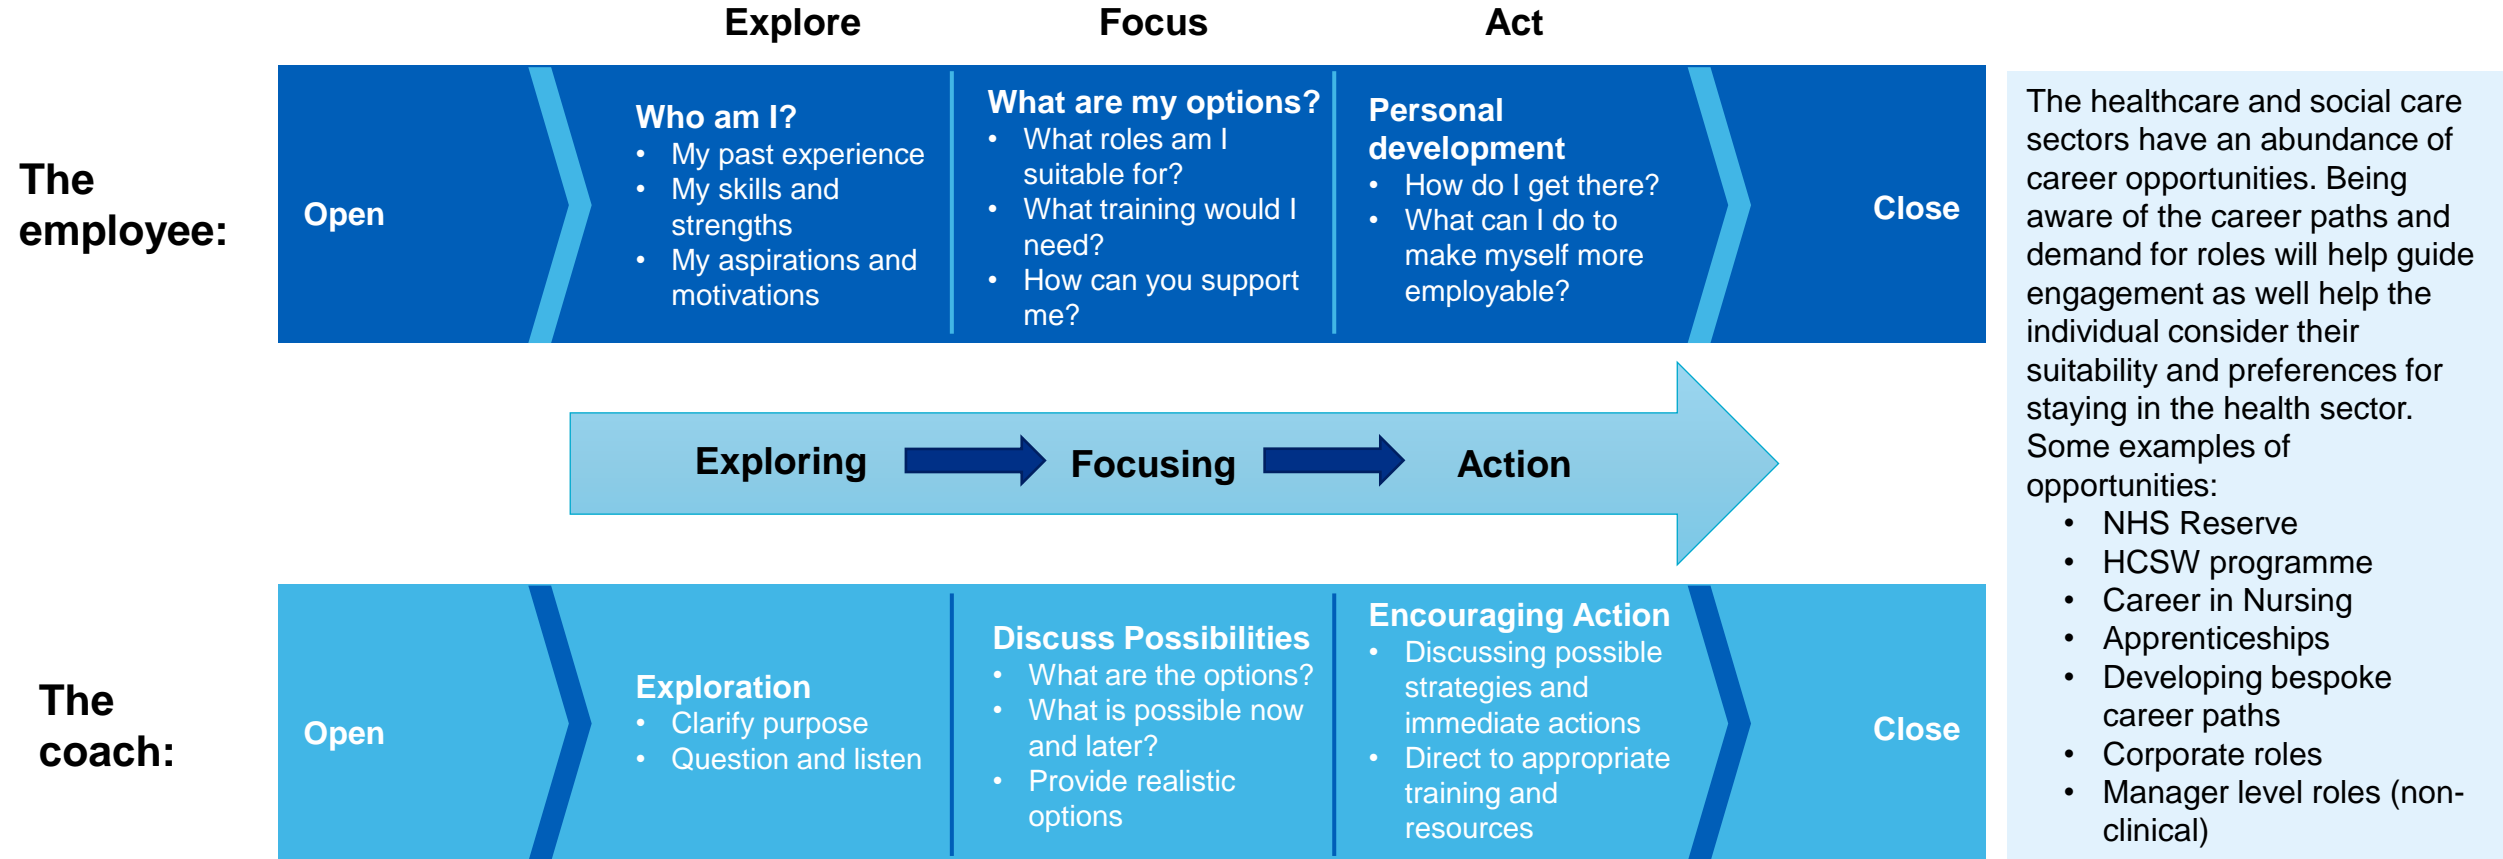 Explore
Focus
Act
The
employee:
Open
Who am I?
• My past experience
• My skills and
strengths
• My aspirations and
motivations
What are my options?
• What roles am I
suitable for?
• What training would I
need?
• How can you support
me?
Personal
development
• How do I get there?
• What can I do to
make myself more
employable?
Close
Exploring
Focusing
Action
The
coach:
Open
Exploration
• Clarify purpose
• Question and listen
Discuss Possibilities
• What are the options?
• What is possible now
and later?
• Provide realistic
options
Encouraging Action
• Discussing possible
strategies and
immediate actions
• Direct to appropriate
training and
resources
Close
The healthcare and social care
sectors have an abundance of
career opportunities. Being
aware of the career paths and
demand for roles will help guide
engagement as well help the
individual consider their
suitability and preferences for
staying in the health sector.
Some examples of
opportunities:
• NHS Reserve
• HCSW programme
• Career in Nursing
• Apprenticeships
• Developing bespoke
career paths
• Corporate roles
• Manager level roles (non-
clinical)